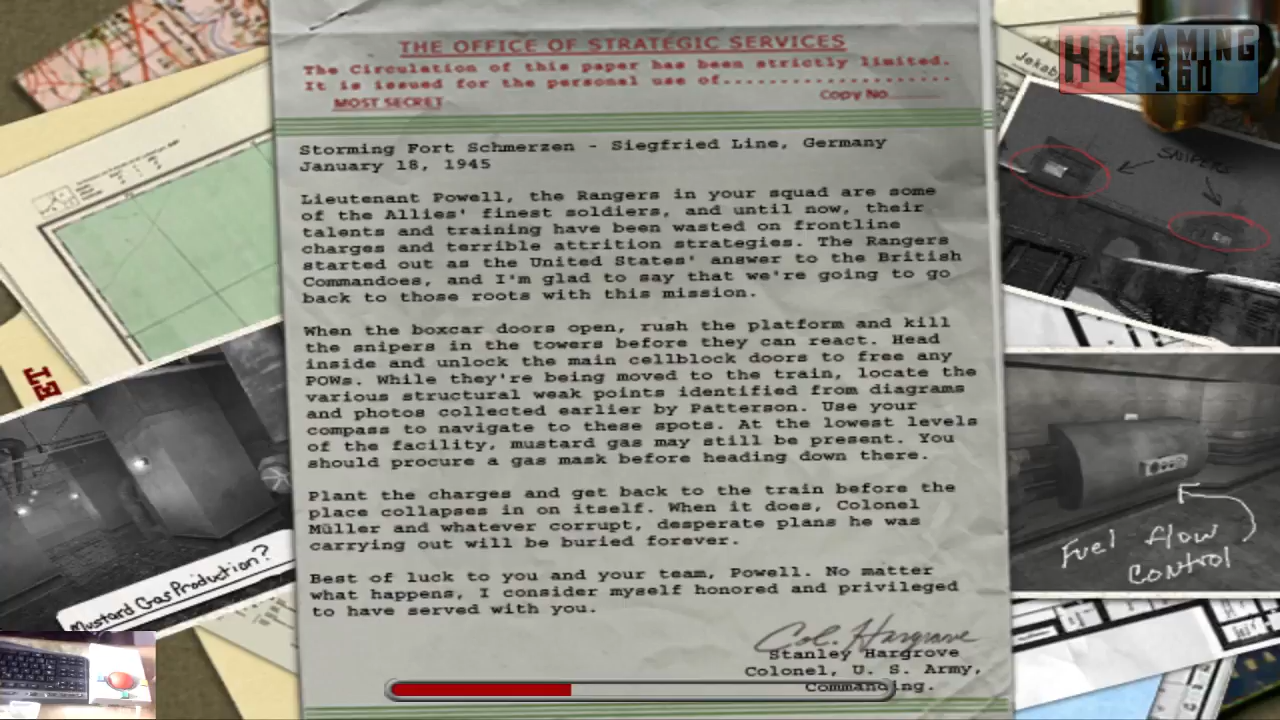 THE OFFICE OF STRATEGIC SERVICES
The Circulation of this paper has been strictly limited.
It is issued for the personal use of.....................
MOST SECRET
Copy No.......
HD GAMING
360
Jekab
SNIPERS
Storming Fort Schmerzen - Siegfried Line, Germany
January 18, 1945
Lieutenant Powell, the Rangers in your squad are some
of the Allies' finest soldiers, and until now, their
talents and training have been wasted on frontline
charges and terrible attrition strategies. The Rangers
started out as the United States' answer to the British
Commandoes, and I'm glad to say that we're going to go
back to those roots with this mission.
When the boxcar doors open, rush the platform and kill
the snipers in the towers before they can react. Head
inside and unlock the main cellblock doors to free any
POWs. While they're being moved to the train, locate the
various structural weak points identified from diagrams
and photos collected earlier by Patterson. Use your
compass to navigate to these spots. At the lowest levels
of the facility, mustard gas may still be present. You
should procure a gas mask before heading down there.
Plant the charges and get back to the train before the
place collapses in on itself. When it does, Colonel
Müller and whatever corrupt, desperate plans he was
carrying out will be buried forever.
Best of luck to you and your team, Powell. No matter
what happens, I consider myself honored and privileged
to have served with you.
Col. Hargrove
Stanley Hargrove
Colonel, U. S. Army,
Commanding.
ET
Mustard Gas Production?
Fuel flow
control